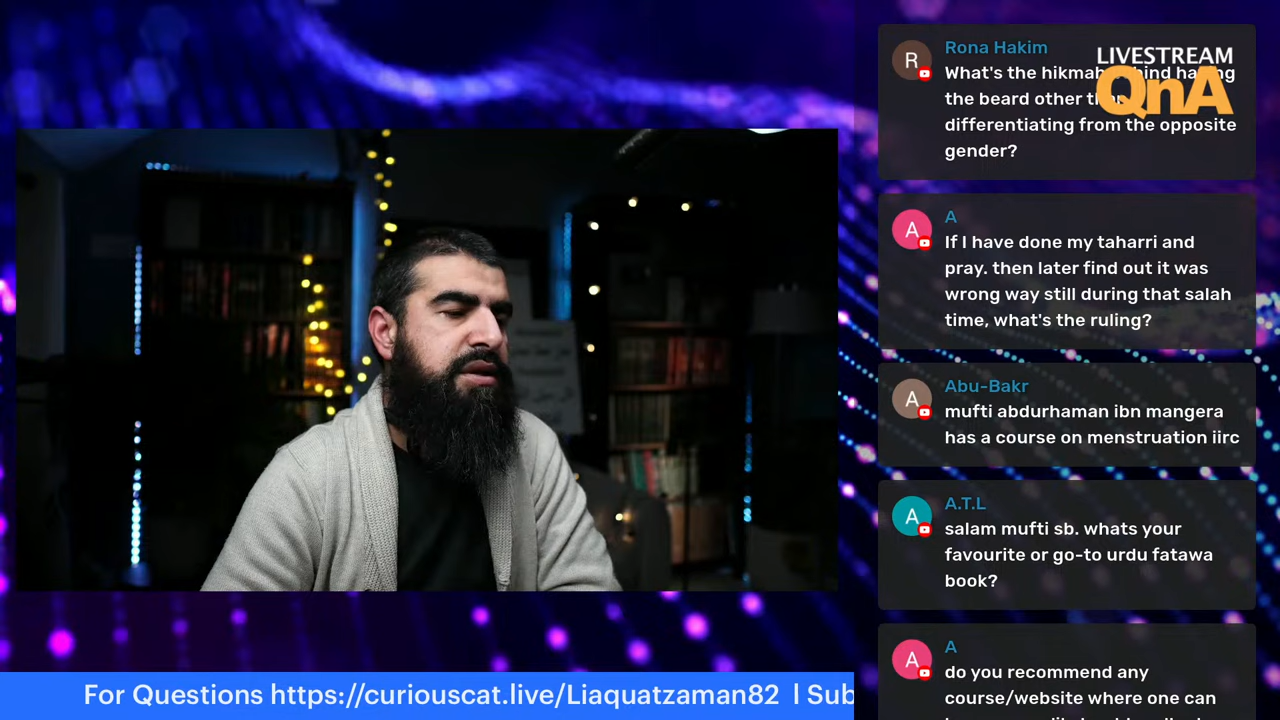 LIVESTREAM
QnA
Rona Hakim
What's the hikmah behind having
the beard other than
differentiating from the opposite
gender?
A
If I have done my taharri and
pray. then later find out it was
wrong way still during that salah
time, what's the ruling?
Abu-Bakr
mufti abdurhaman ibn mangera
has a course on menstruation iirc
A.T.L
salam mufti sb. whats your
favourite or go-to urdu fatawa
book?
A
do you recommend any
course/website where one can
For Questions https://curiouscat.live/Liaquatzaman82 | Sub